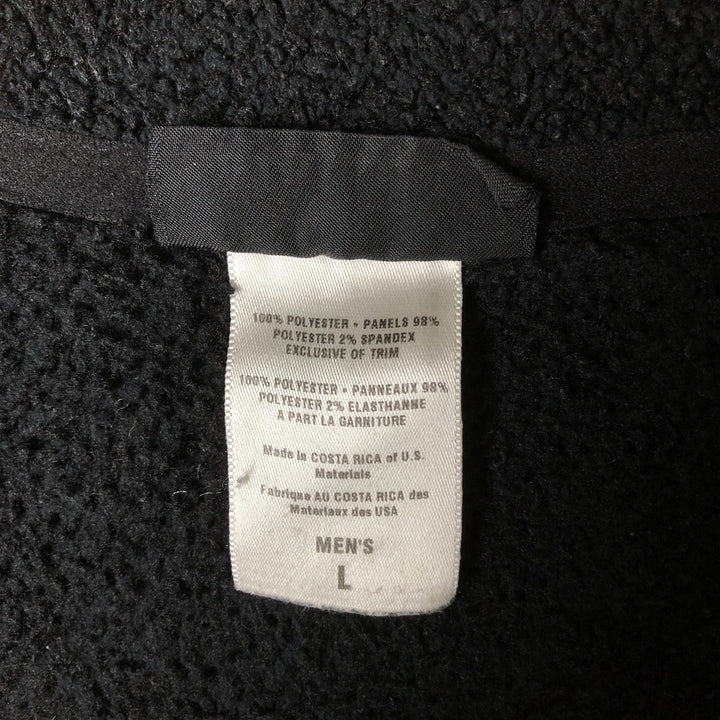 100% POLYESTER • PANELS 98%
POLYESTER 2% SPANDEX
EXCLUSIVE OF TRIM
100% POLYESTER • PANNEAUX 98%
POLYESTER 2% ELASTHANNE
A PART LA GARNITURE
Made in COSTA RICA of U.S.
Materials
Fabrique AU COSTA RICA des
Materiaux des USA
MEN'S
L